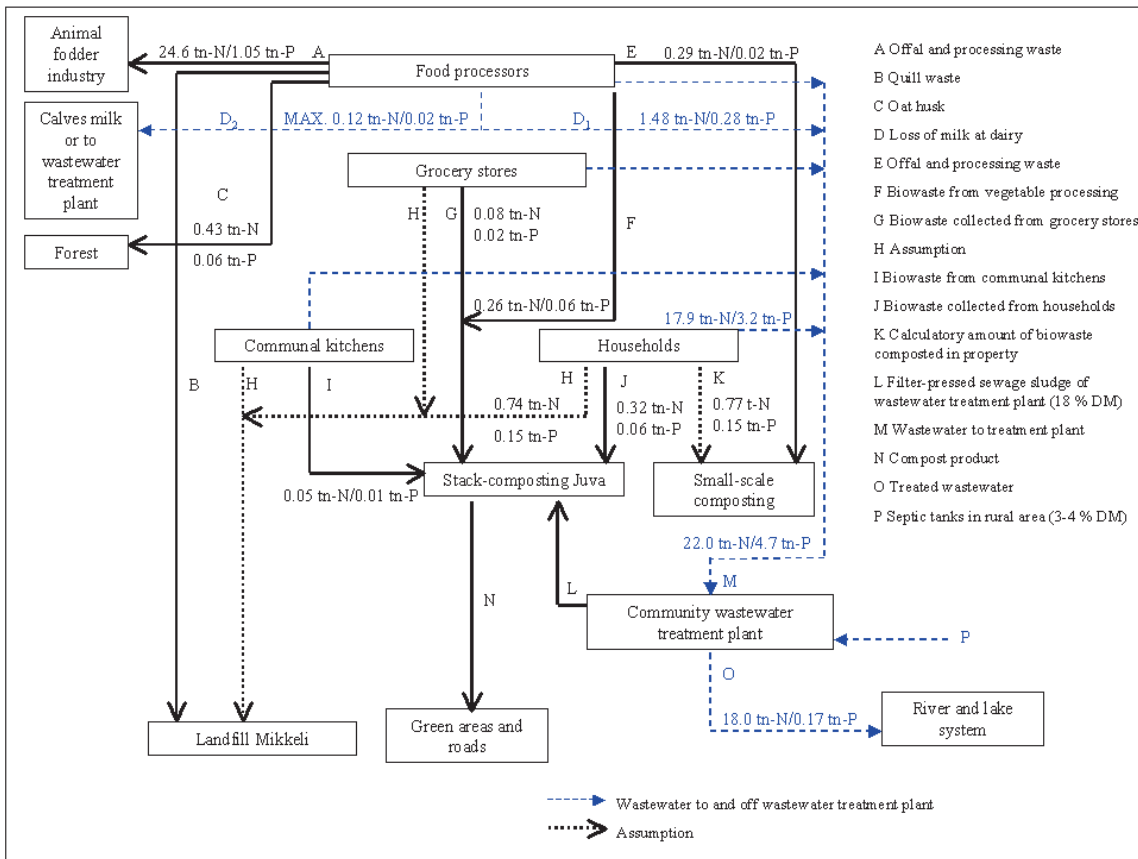 Animal
fodder
industry
24.6 tn-N/1.05 tn-P
A
Food processors
E
0.29 tn-N/0.02 tn-P
Calves milk
or to
wastewater
treatment
plant
D2
MAX. 0.12 tn-N/0.02 tn-P
D1
1.48 tn-N/0.28 tn-P
Grocery stores
C
H
G
0.08 tn-N
0.02 tn-P
F
Forest
0.43 tn-N
0.06 tn-P
0.26 tn-N/0.06 tn-P
17.9 tn-N/3.2 tn-P
Communal kitchens
Households
B
H
I
H
J
K
0.74 tn-N
0.15 tn-P
0.32 tn-N
0.06 tn-P
0.77 t-N
0.15 tn-P
Stack-composting Juva
Small-scale
composting
0.05 tn-N/0.01 tn-P
22.0 tn-N/4.7 tn-P
M
N
L
Community wastewater
treatment plant
P
O
18.0 tn-N/0.17 tn-P
River and lake
system
Landfill Mikkeli
Green areas and
roads
Wastewater to and off wastewater treatment plant
Assumption
A Offal and processing waste
B Quill waste
C Oat husk
D Loss of milk at dairy
E Offal and processing waste
F Biowaste from vegetable processing
G Biowaste collected from grocery stores
H Assumption
I Biowaste from communal kitchens
J Biowaste collected from households
K Calculatory amount of biowaste
composted in property
L Filter-pressed sewage sludge of
wastewater treatment plant (18 % DM)
M Wastewater to treatment plant
N Compost product
O Treated wastewater
P Septic tanks in rural area (3-4 % DM)